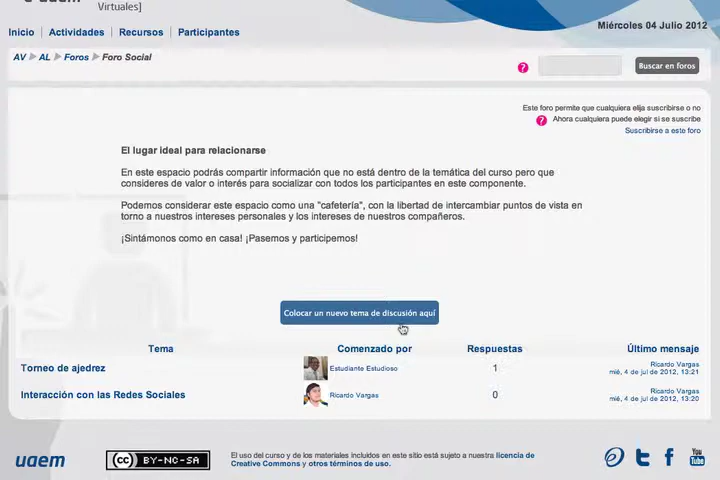 Virtuales]
Miércoles 04 Julio 2012
Inicio Actividades Recursos Participantes
AV AL Foros Foro Social
? Buscar en foros
Este foro permite que cualquiera elija suscribirse o no
? Ahora cualquiera puede elegir si se suscribe
Suscribirse a este foro
El lugar ideal para relacionarse
En este espacio podrás compartir información que no está dentro de la temática del curso pero que
consideres de valor o interés para socializar con todos los participantes en este componente.
Podemos considerar este espacio como una "cafetería", con la libertad de intercambiar puntos de vista en
torno a nuestros intereses personales y los intereses de nuestros compañeros.
¡Sintámonos como en casa! ¡Pasemos y participemos!
Colocar un nuevo tema de discusión aquí
Tema Comenzado por Respuestas Último mensaje
Torneo de ajedrez Estudiante Estudioso 1 Ricardo Vargas
mié, 4 de jul de 2012, 13:21
Interacción con las Redes Sociales Ricardo Vargas 0 Ricardo Vargas
mié, 4 de jul de 2012, 13:20
uaem
cc BY-NC-SA
El uso del curso y de los materiales incluidos en este sitio está sujeto a nuestra licencia de
Creative Commons y otros términos de uso.
You
Tube